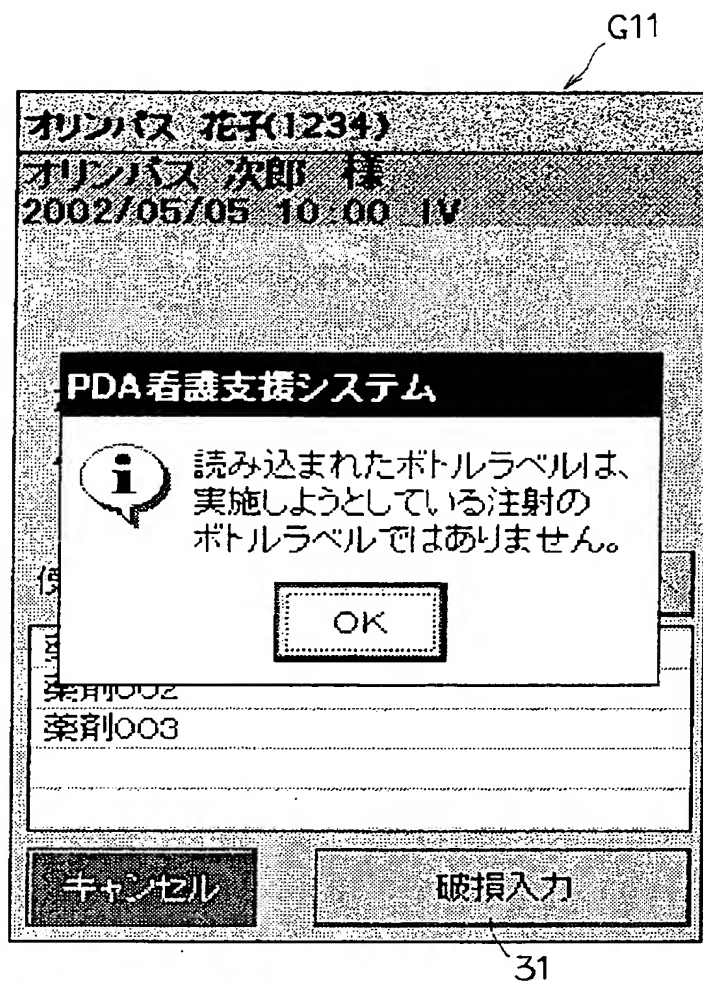 G11
オリンパス 花子(1234)
オリンパス 次郎 様
2002/05/05 10:00 IV
PDA看護支援システム
i
読み込まれたボトルラベルは、
実施しようとしている注射の
ボトルラベルではありません。
OK
薬剤002
薬剤003
キャンセル
破損入力
31